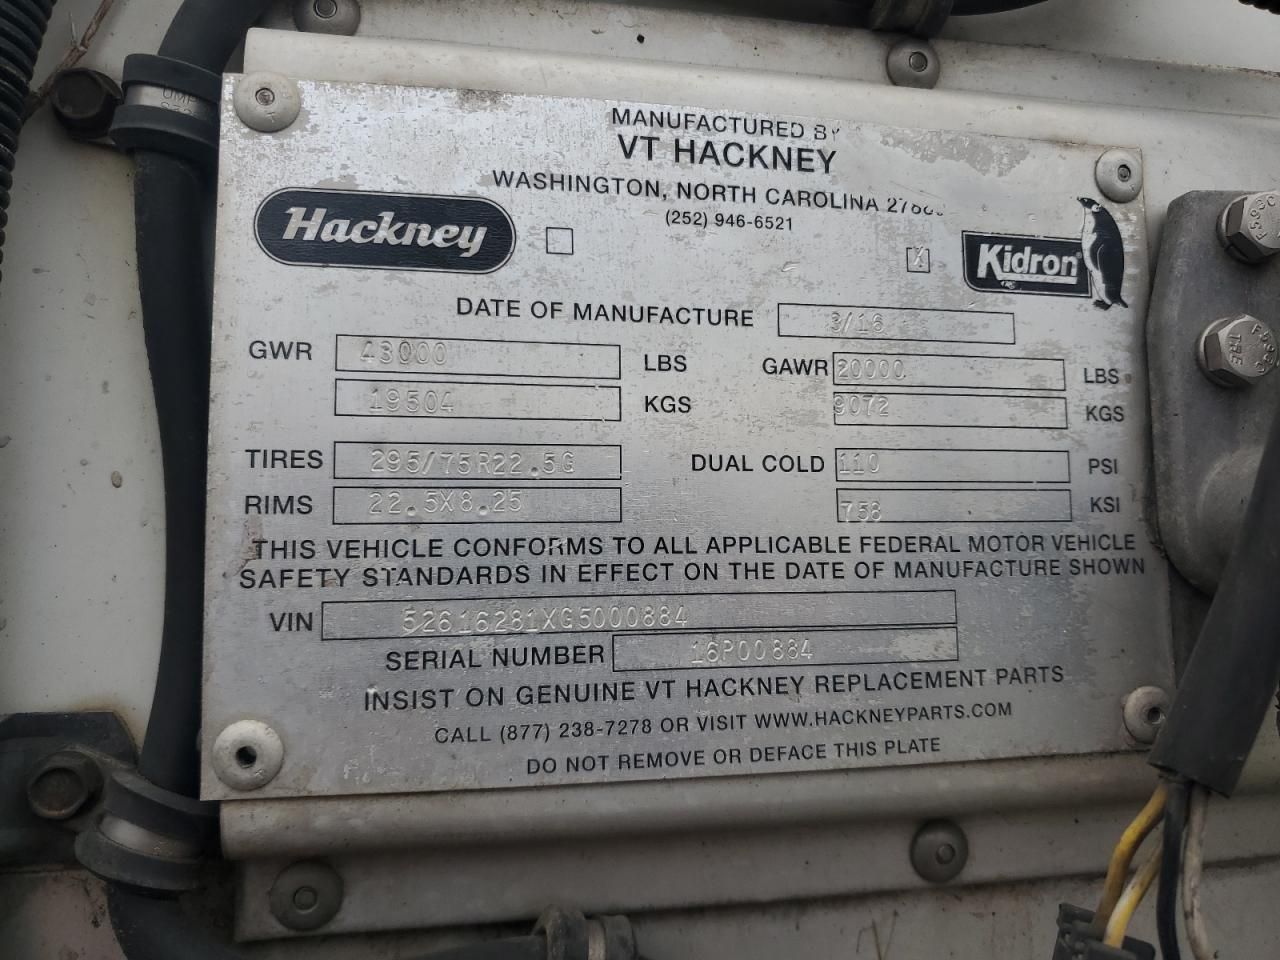 MANUFACTURED BY
VT HACKNEY
WASHINGTON, NORTH CAROLINA
(252) 946-6521
Hackney
X Kidron
DATE OF MANUFACTURE 3/16
GWR 43000 LBS GAWR 20000 LBS
19504 KGS 9072 KGS
TIRES 295/75R22.5G DUAL COLD 110 PSI
RIMS 22.5X8.25 758 KSI
THIS VEHICLE CONFORMS TO ALL APPLICABLE FEDERAL MOTOR VEHICLE
SAFETY STANDARDS IN EFFECT ON THE DATE OF MANUFACTURE SHOWN
VIN 52616281XG5000884
SERIAL NUMBER 16P00884
INSIST ON GENUINE VT HACKNEY REPLACEMENT PARTS
CALL (877) 238-7278 OR VISIT WWW.HACKNEYPARTS.COM
DO NOT REMOVE OR DEFACE THIS PLATE